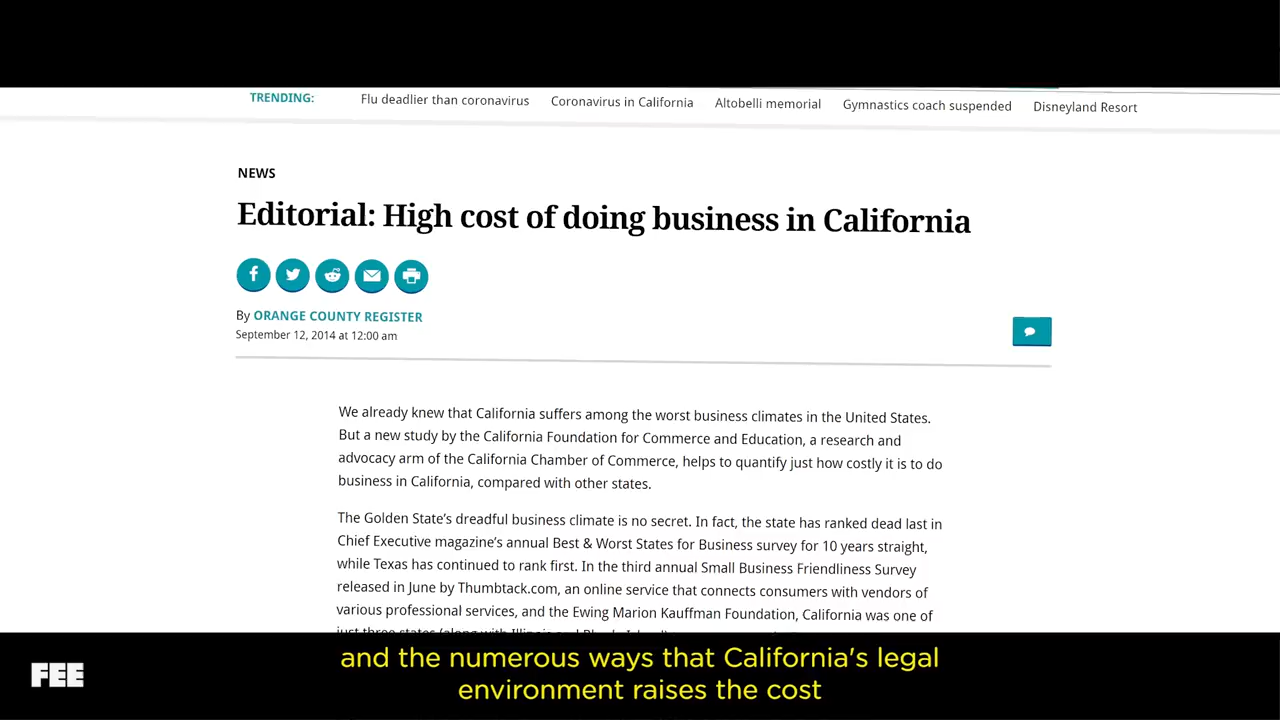 TRENDING: Flu deadlier than coronavirus Coronavirus in California Altobelli memorial Gymnastics coach suspended Disneyland Resort
NEWS
Editorial: High cost of doing business in California
By ORANGE COUNTY REGISTER
September 12, 2014 at 12:00 am
We already knew that California suffers among the worst business climates in the United States.
But a new study by the California Foundation for Commerce and Education, a research and
advocacy arm of the California Chamber of Commerce, helps to quantify just how costly it is to do
business in California, compared with other states.
The Golden State's dreadful business climate is no secret. In fact, the state has ranked dead last in
Chief Executive magazine's annual Best & Worst States for Business survey for 10 years straight,
while Texas has continued to rank first. In the third annual Small Business Friendliness Survey
released in June by Thumbtack.com, an online service that connects consumers with vendors of
various professional services, and the Ewing Marion Kauffman Foundation, California was one of
just three states (along with
and the numerous ways that California's legal
environment raises the cost
FEE